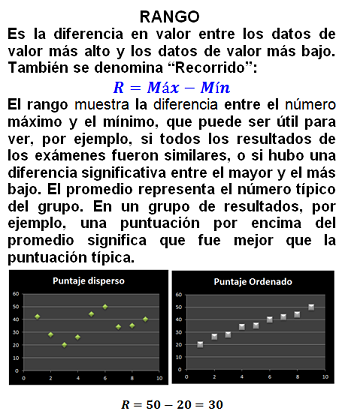 RANGO
Es la diferencia en valor entre los datos de
valor más alto y los datos de valor más bajo.
También se denomina “Recorrido”:
R = Máx − Mín
El rango muestra la diferencia entre el número
máximo y el mínimo, que puede ser útil para
ver, por ejemplo, si todos los resultados de
los exámenes fueron similares, o si hubo una
diferencia significativa entre el mayor y el más
bajo. El promedio representa el número típico
del grupo. En un grupo de resultados, por
ejemplo, una puntuación por encima del
promedio significa que fue mejor que la
puntuación típica.
Puntaje disperso
60
50
40
30
20
10
0
0 2 4 6 8 10
Puntaje Ordenado
60
50
40
30
20
10
0
0 2 4 6 8 10
R = 50 − 20 = 30